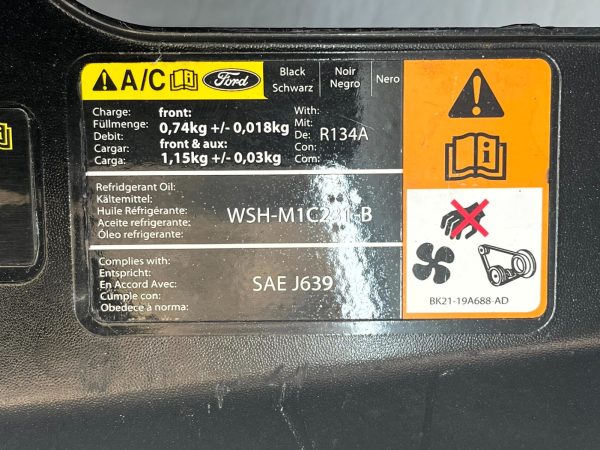 A/C Ford
Black
Schwarz
Noir
Negro
Nero
Charge:
Füllmenge:
Debit:
Cargar:
Carga:
front:
0,74kg +/- 0,018kg
front & aux:
1,15kg +/- 0,03kg
With:
Mit:
De:
Con:
Com:
R134A
Refridgerant Oil:
Kältemittel:
Huile Réfrigérante:
Aceite refrigerante:
Óleo refrigerante:
WSH-M1C231-B
Complies with:
Entspricht:
En Accord Avec:
Cumple con:
Obedece à norma:
SAE J639
BK21-19A688-AD